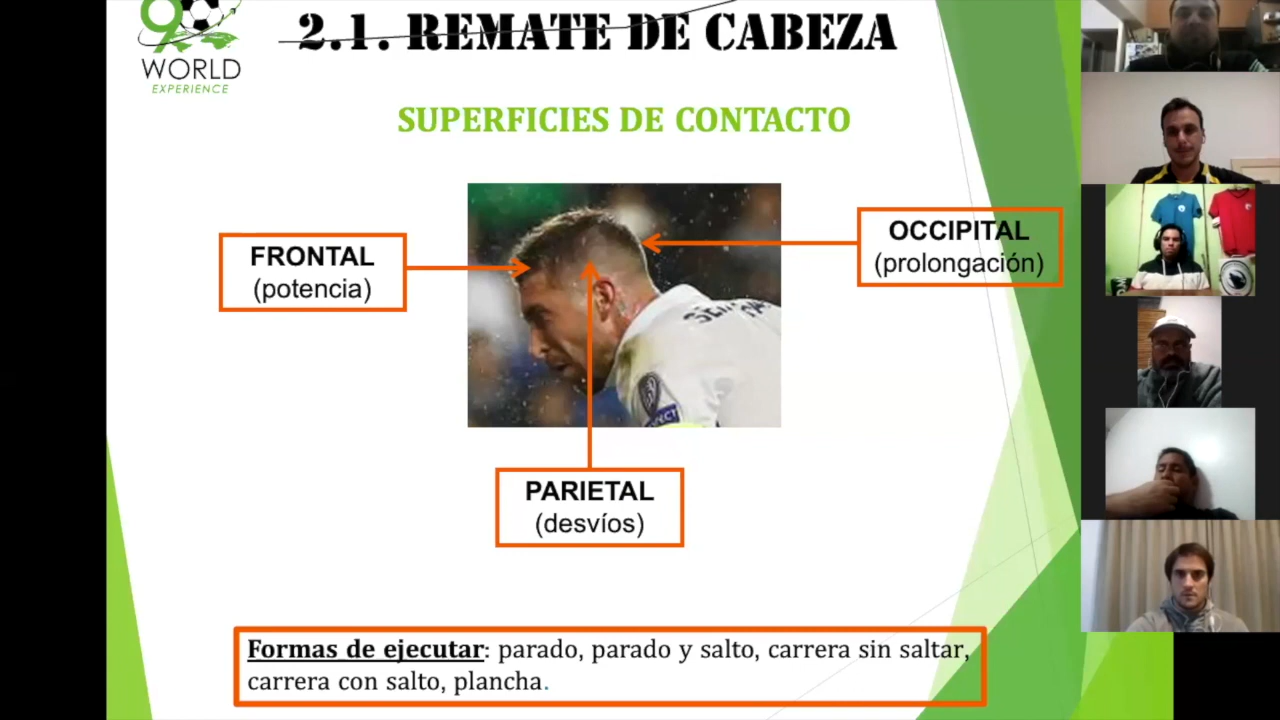 90
WORLD
EXPERIENCE
2.1. REMATE DE CABEZA
SUPERFICIES DE CONTACTO
FRONTAL
(potencia)
OCCIPITAL
(prolongación)
PARIETAL
(desvíos)
Formas de ejecutar: parado, parado y salto, carrera sin saltar,
carrera con salto, plancha.